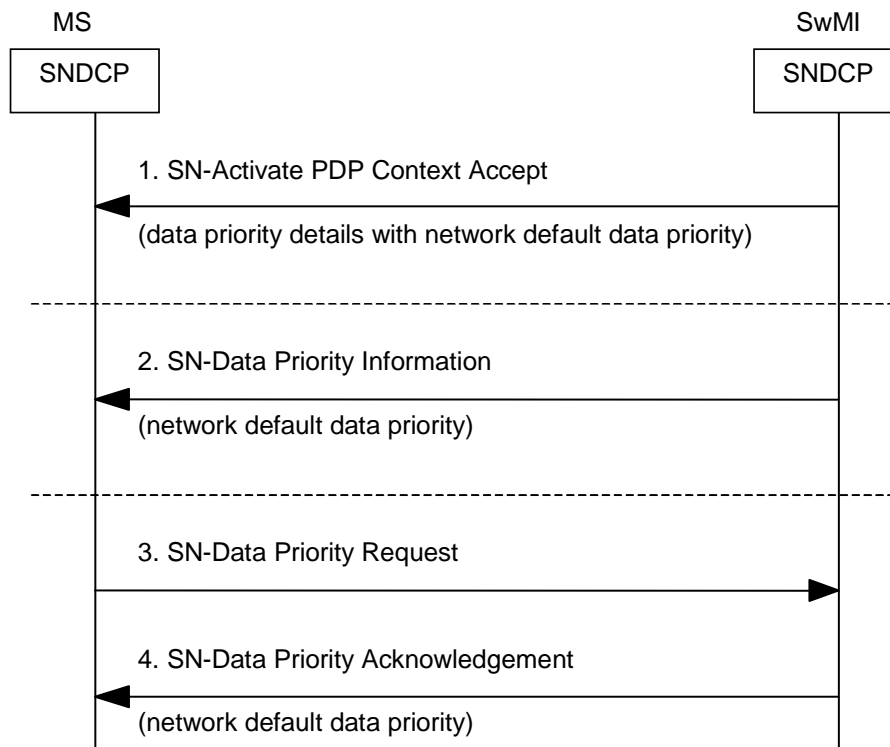 MS
SwMI
SNDCP
SNDCP
1. SN-Activate PDP Context Accept
(data priority details with network default data priority)
2. SN-Data Priority Information
(network default data priority)
3. SN-Data Priority Request
4. SN-Data Priority Acknowledgement
(network default data priority)